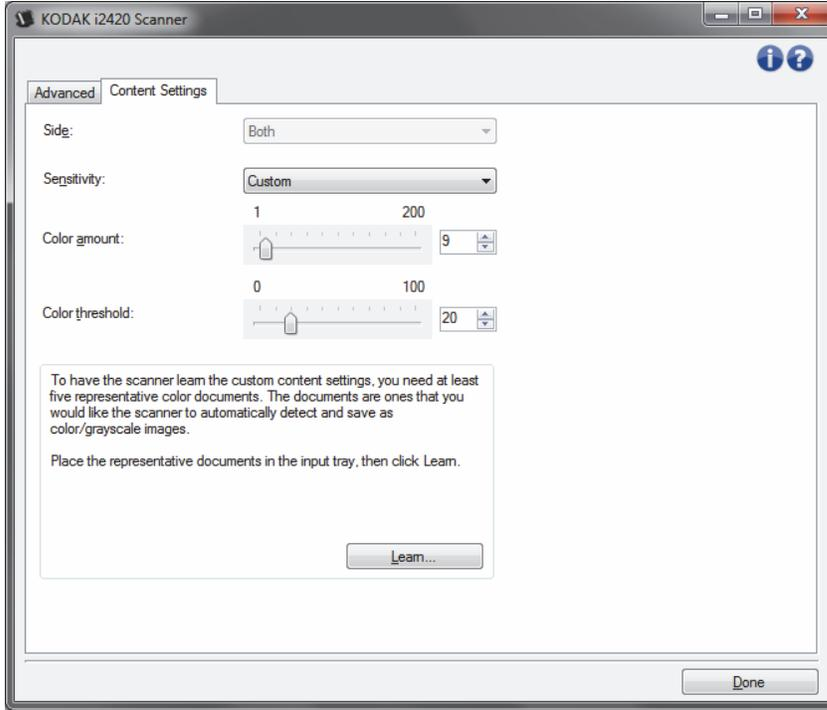 KODAK i2420 Scanner
Advanced
Content Settings
Side:
Both
Sensitivity:
Custom
1 200
Color amount:
9
0 100
Color threshold:
20
To have the scanner learn the custom content settings, you need at least
five representative color documents. The documents are ones that you
would like the scanner to automatically detect and save as
color/grayscale images.
Place the representative documents in the input tray, then click Learn.
Learn...
Done